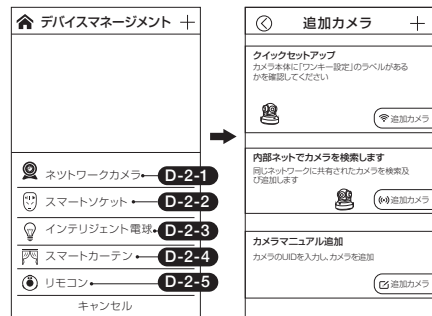 デバイスマネージメント
ネツトワークカメラ D-2-1
スマートソケット D-2-2
インテリジェント電球 D-2-3
スマートカーテン D-2-4
リモコン D-2-5
キャンセル
追加カメラ
クイックセットアップ
カメラ本体に「ワンキー設定」のラベルがある
かを確認してください
追加カメラ
内部ネットでカメラを検索します
同じネットワークに共有されたカメラを検索及
び追加します
追加カメラ
カメラマニュアル追加
カメラのUIDを入力し、カメラを追加
追加カメラ